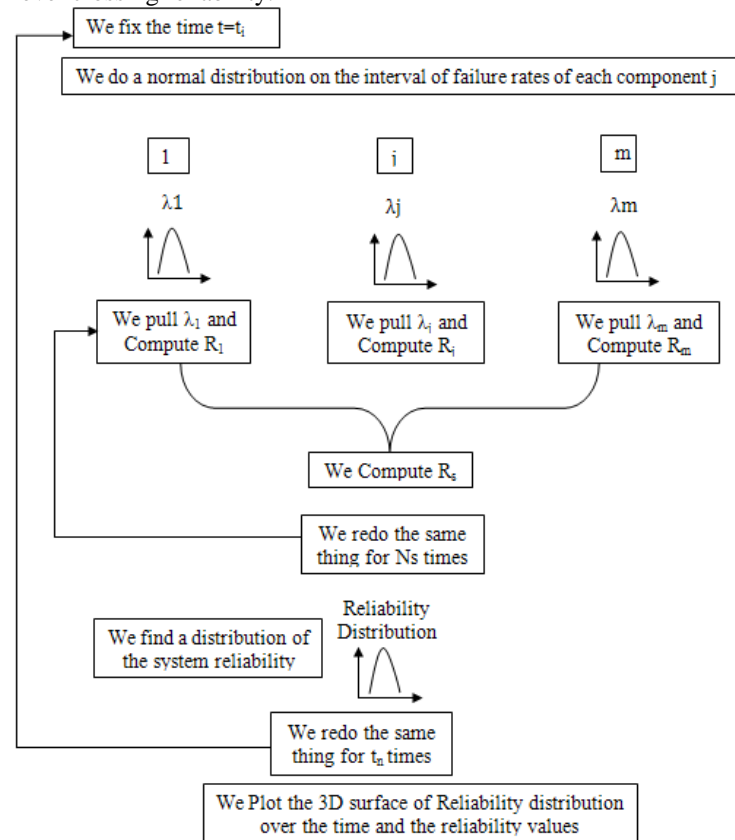 We fix the time t=tᵢ
We do a normal distribution on the interval of failure rates of each component j
1 j m
λ1 λj λm
We pull λ₁ and
Compute R₁
We pull λⱼ and
Compute Rⱼ
We pull λₘ and
Compute Rₘ
We Compute Rₛ
We redo the same
thing for Ns times
Reliability
Distribution
We find a distribution of
the system reliability
We redo the same
thing for tₙ times
We Plot the 3D surface of Reliability distribution
over the time and the reliability values